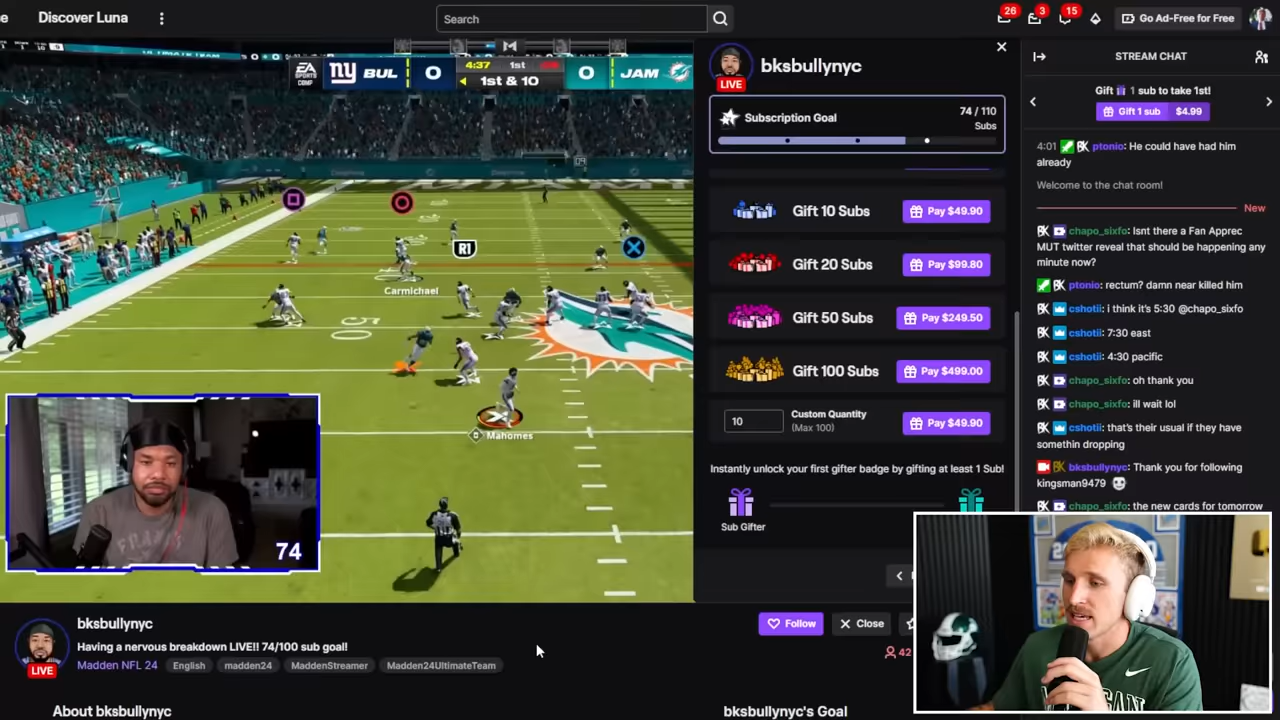 e
Discover Luna
Search
26
3
15
Go Ad-Free for Free
EA
SPORTS
COMP
ny BUL 0
4:37 1st
1st & 10
0 JAM
R1
Carmichael
50
Mahomes
74
LIVE
bksbullynyc
Subscription Goal
74 / 110
Subs
Gift 10 Subs
Pay $49.90
Gift 20 Subs
Pay $99.80
Gift 50 Subs
Pay $249.50
Gift 100 Subs
Pay $499.00
10
Custom Quantity
(Max 100)
Pay $49.90
Instantly unlock your first gifter badge by gifting at least 1 Sub!
Sub Gifter
STREAM CHAT
Gift 1 sub to take 1st!
Gift 1 sub $4.99
4:01 ptonio: He could have had him
already
Welcome to the chat room!
New
chapo_sixfo: Isnt there a Fan Apprec
MUT twitter reveal that should be happening any
minute now?
ptonio: rectum? damn near killed him
cshotii: i think it's 5:30 @chapo_sixfo
cshotii: 7:30 east
cshotii: 4:30 pacific
chapo_sixfo: oh thank you
chapo_sixfo: ill wait lol
cshotii: that's their usual if they have
somethin dropping
bksbullynyc: Thank you for following
kingsman9479
chapo_sixfo: the new cards for tomorrow
LIVE
bksbullynyc
Having a nervous breakdown LIVE!! 74/100 sub goal!
Madden NFL 24
English
madden24
MaddenStreamer
Madden24UltimateTeam
Follow
Close
42
About bksbullynyc
bksbullynyc's Goal